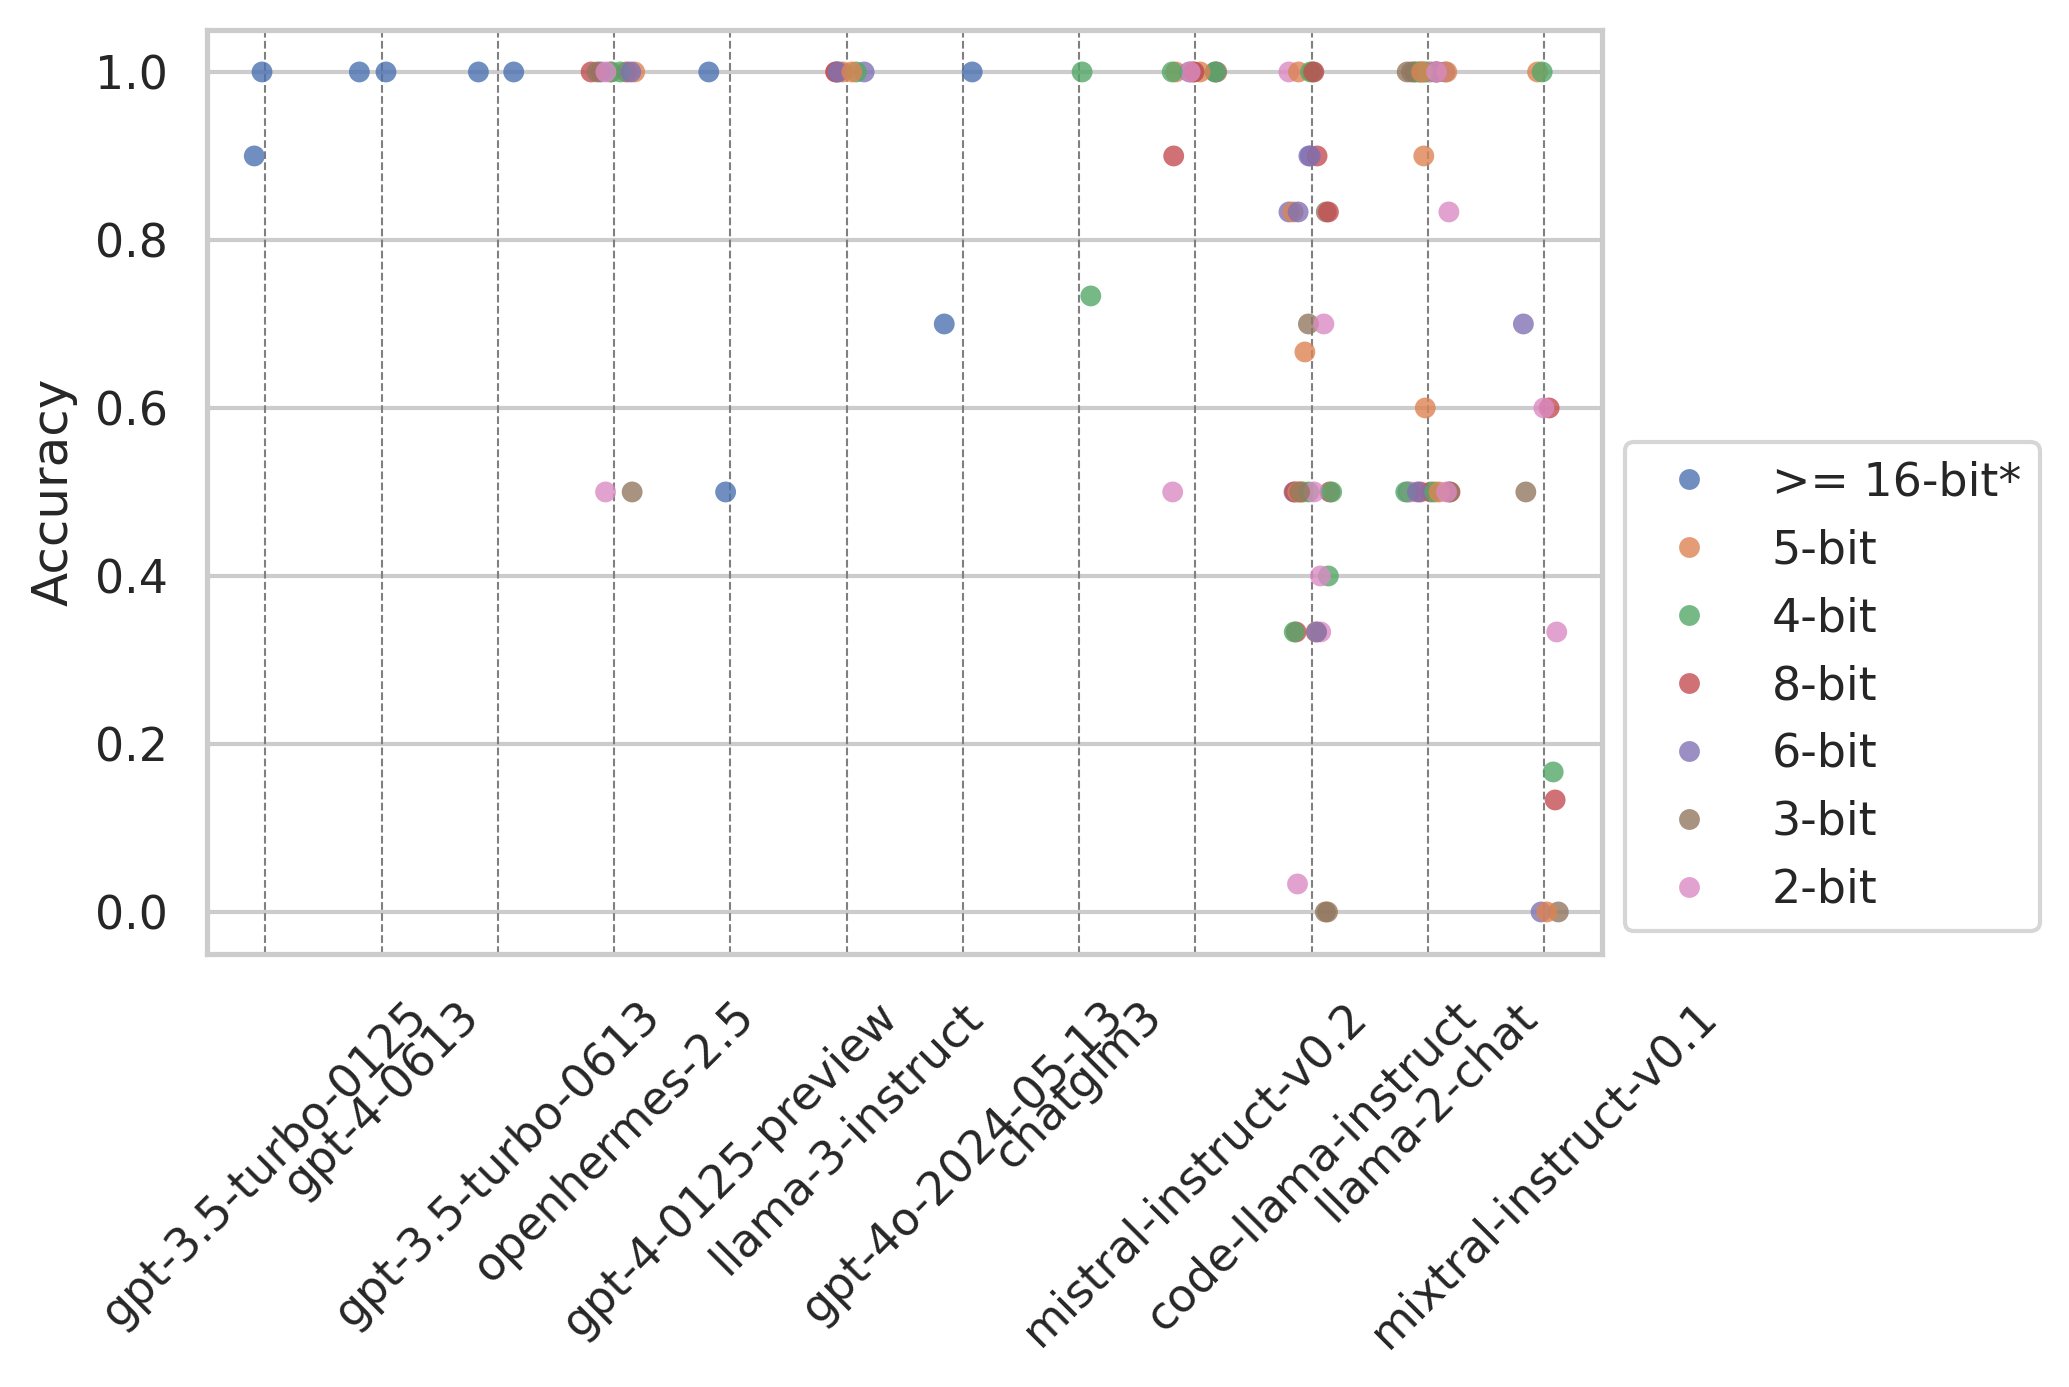 1.0
0.8
0.6
0.4
0.2
0.0
Accuracy
>= 16-bit*
5-bit
4-bit
8-bit
6-bit
3-bit
2-bit
gpt-3.5-turbo-0125
gpt-4-0613
gpt-3.5-turbo-0613
openhermes-2.5
gpt-4-0125-preview
llama-3-instruct
gpt-4o-2024-05-13
chatglm3
mistral-instruct-v0.2
code-llama-instruct
llama-2-chat
mixtral-instruct-v0.1